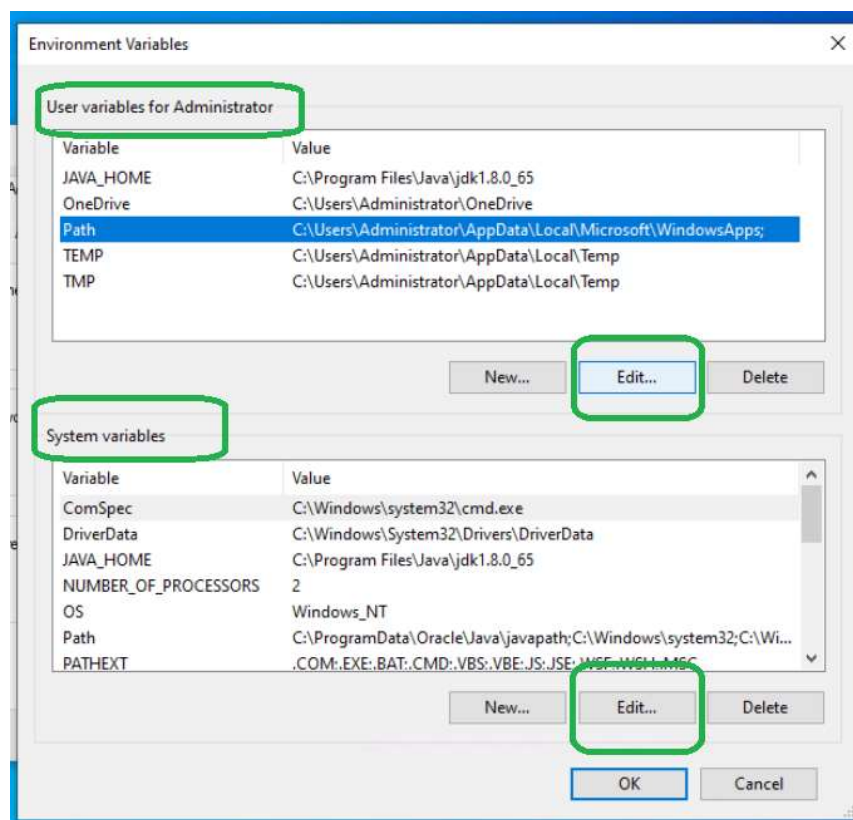 Environment Variables
User variables for Administrator
Variable Value
JAVA_HOME C:\Program Files\Java\jdk1.8.0_65
OneDrive C:\Users\Administrator\OneDrive
Path C:\Users\Administrator\AppData\Local\Microsoft\WindowsApps;
TEMP C:\Users\Administrator\AppData\Local\Temp
TMP C:\Users\Administrator\AppData\Local\Temp
New... Edit... Delete
System variables
Variable Value
ComSpec C:\Windows\system32\cmd.exe
DriverData C:\Windows\System32\Drivers\DriverData
JAVA_HOME C:\Program Files\Java\jdk1.8.0_65
NUMBER_OF_PROCESSORS 2
OS Windows_NT
Path C:\ProgramData\Oracle\Java\javapath;C:\Windows\system32;C:\Wi...
PATHEXT .COM;.EXE;.BAT;.CMD;.VBS;.VBE;.JS;.JSE;.WSF;.WSH;.MSC
New... Edit... Delete
OK Cancel